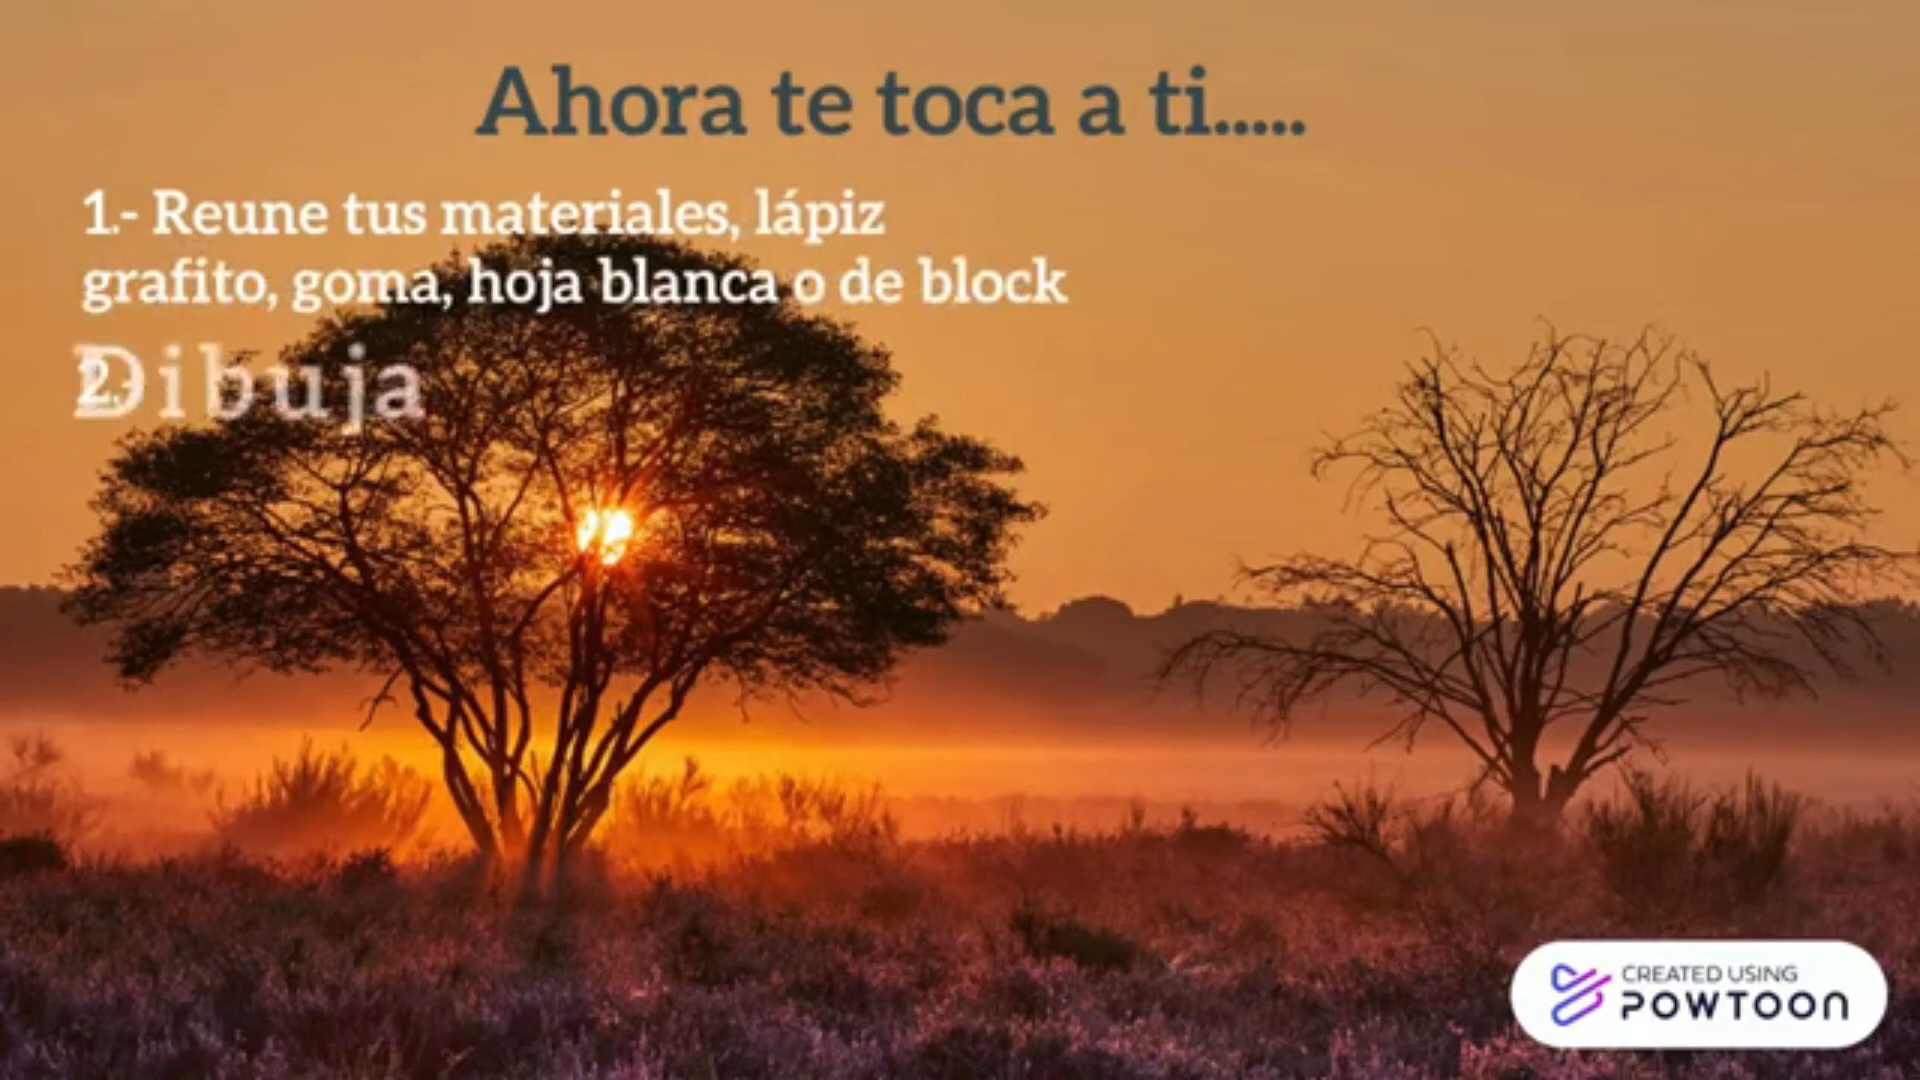 Ahora te toca a ti.....
1.- Reune tus materiales, lápiz
grafito, goma, hoja blanca o de block
2.- Dibuja
CREATED USING
POWTOON